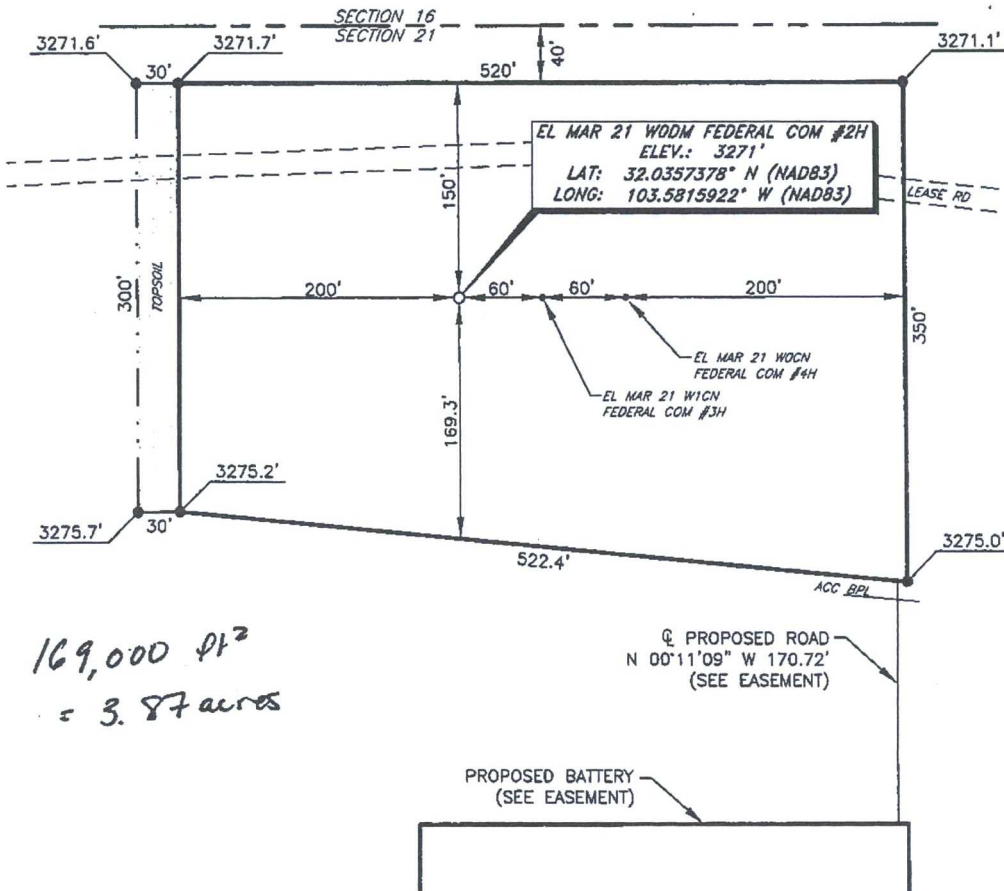 SECTION 16
SECTION 21
3271.6'
3271.7'
3271.1'
30'
520'
40'
EL MAR 21 WODM FEDERAL COM #2H
ELEV.: 3271'
LAT: 32.0357378° N (NAD83)
LONG: 103.5815922° W (NAD83)
LEASE RD
150'
300'
TOPSOIL
200'
60'
60'
200'
350'
EL MAR 21 WOCN
FEDERAL COM #4H
EL MAR 21 W1CN
FEDERAL COM #3H
169.3'
3275.2'
3275.7'
30'
522.4'
3275.0'
ACC BPL
169,000 ft²
= 3.87 acres
℄ PROPOSED ROAD
N 00°11'09" W 170.72'
(SEE EASEMENT)
PROPOSED BATTERY
(SEE EASEMENT)